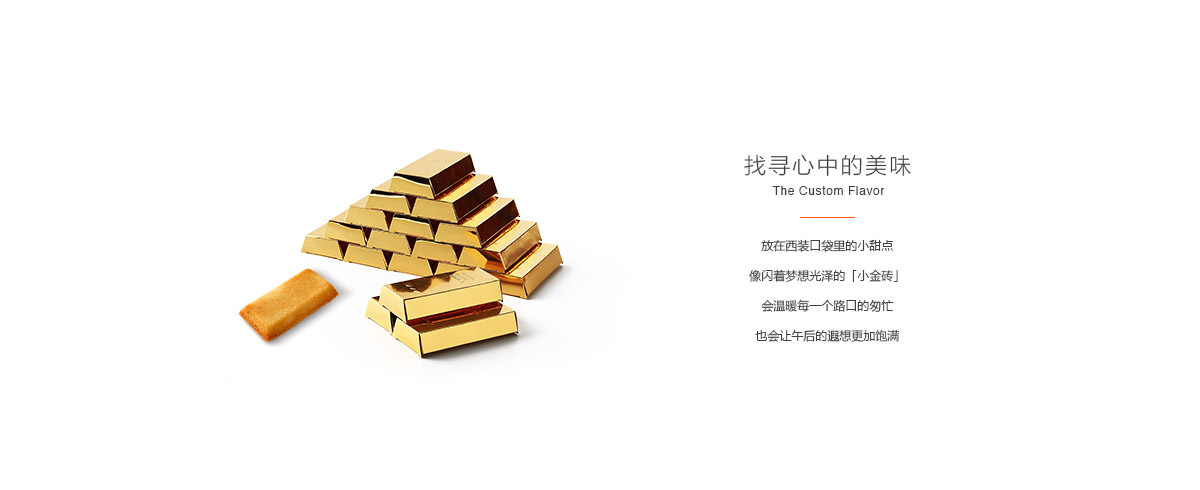 找寻心中的美味
The Custom Flavor
放在西装口袋里的小甜点
像闪着梦想光泽的「小金砖」
会温暖每一个路口的匆忙
也会让午后的遐想更加饱满